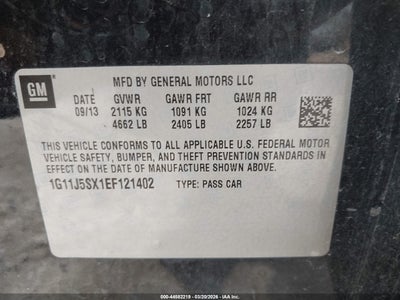 GM
MFD BY GENERAL MOTORS LLC
DATE GVWR GAWR FRT GAWR RR
09/13 2115 KG 1091 KG 1024 KG
4662 LB 2405 LB 2257 LB
THIS VEHICLE CONFORMS TO ALL APPLICABLE U.S. FEDERAL MOTOR
VEHICLE SAFETY, BUMPER, AND THEFT PREVENTION STANDARDS IN
EFFECT ON THE DATE OF MANUFACTURE SHOWN ABOVE.
1G11J5SX1EF121402 TYPE: PASS CAR
000-44582219 - 03/20/2026 - IAAI.COM